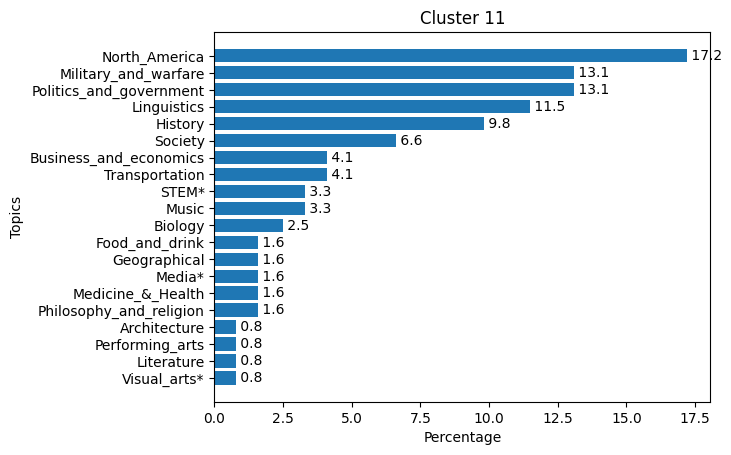 Cluster 11
North_America 17.2
Military_and_warfare 13.1
Politics_and_government 13.1
Linguistics 11.5
History 9.8
Society 6.6
Business_and_economics 4.1
Transportation 4.1
STEM* 3.3
Music 3.3
Biology 2.5
Food_and_drink 1.6
Geographical 1.6
Media* 1.6
Medicine_&_Health 1.6
Philosophy_and_religion 1.6
Architecture 0.8
Performing_arts 0.8
Literature 0.8
Visual_arts* 0.8
Topics
0.0 2.5 5.0 7.5 10.0 12.5 15.0 17.5
Percentage